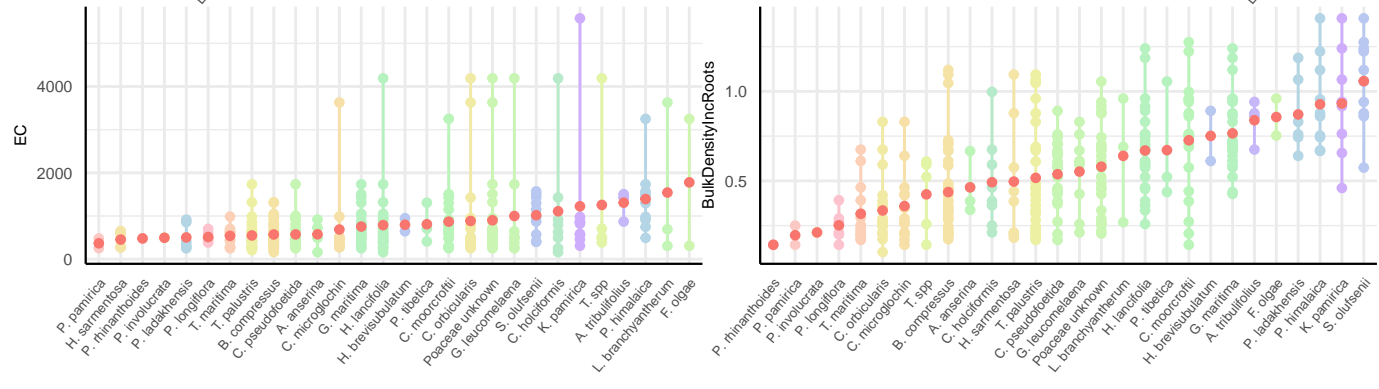 EC
4000
2000
0
P. pamirica
H. sarmentosa
P. rhinanthoides
P. involucrata
P. ladakhensis
P. longiflora
T. maritima
T. palustris
B. compressus
C. pseudofoetida
A. anserina
C. microglochin
G. maritima
H. lancifolia
H. brevisubulatum
P. tibetica
C. moorcroftii
C. orbicularis
Poaceae unknown
G. leucomelaena
S. olufsenii
C. holciformis
K. pamirica
T. spp
A. tribulifolius
P. himalaica
L. branchyantherum
F. olgae
BulkDensityIncRoots
1.0
0.5
P. rhinanthoides
P. pamirica
P. involucrata
P. longiflora
T. maritima
C. orbicularis
C. microglochin
T. spp
B. compressus
A. anserina
C. holciformis
H. sarmentosa
T. palustris
C. pseudofoetida
G. leucomelaena
Poaceae unknown
L. branchyantherum
H. lancifolia
P. tibetica
C. moorcroftii
H. brevisubulatum
G. maritima
A. tribulifolius
F. olgae
P. ladakhensis
P. himalaica
K. pamirica
S. olufsenii